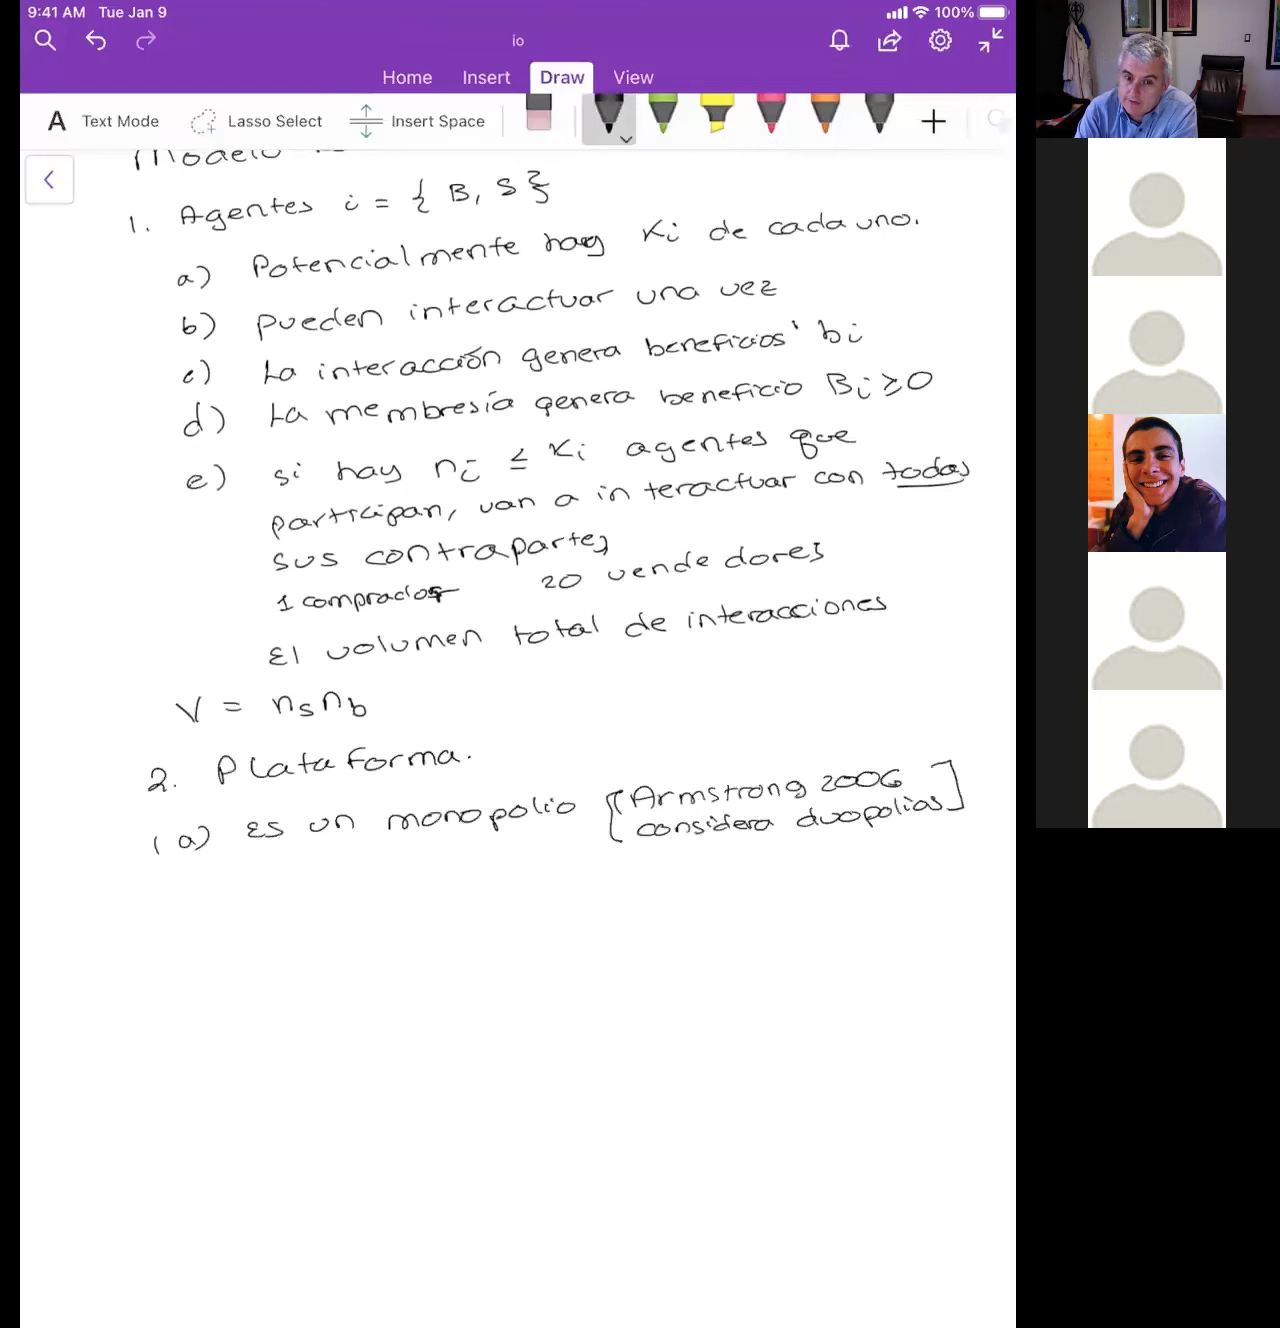 9:41 AM Tue Jan 9
100%
io
Home Insert Draw View
A Text Mode Lasso Select Insert Space
Modelo
1. Agentes i = { B, S }
a) Potencialmente hay Ki de cada uno.
b) Pueden interactuar una vez
c) La interacción genera beneficios bi
d) La membresía genera beneficio Bi ≥ 0
e) si hay ni ≤ Ki agentes que
participan, van a interactuar con todas
sus contrapartes
1 comprador 20 vendedores
El volumen total de interacciones
V = nsnb
2. Plataforma.
(a) Es un monopolio [Armstrong 2006
considera duopolios]